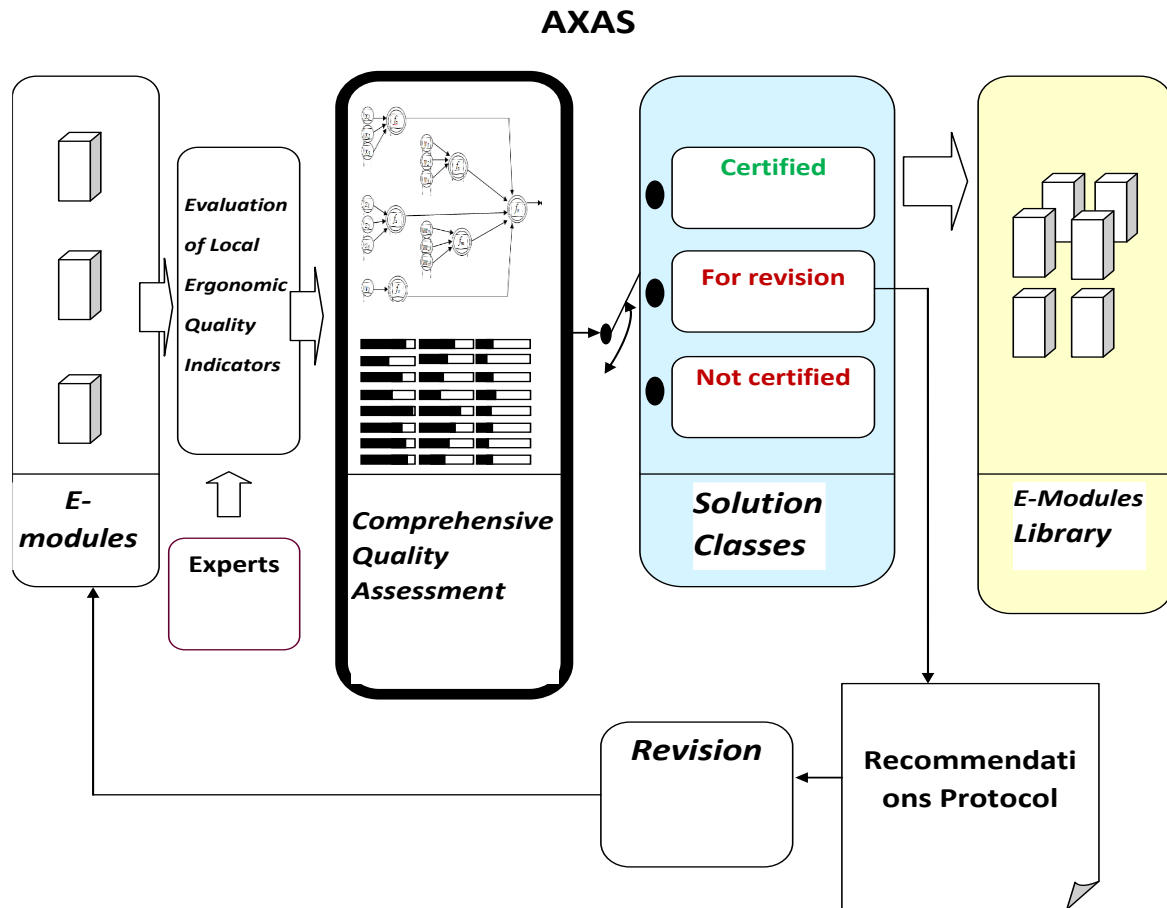 AXAS
E-
modules
Evaluation
of Local
Ergonomic
Quality
Indicators
Experts
Comprehensive
Quality
Assessment
Certified
For revision
Not certified
Solution
Classes
E-Modules
Library
Recommendati
ons Protocol
Revision